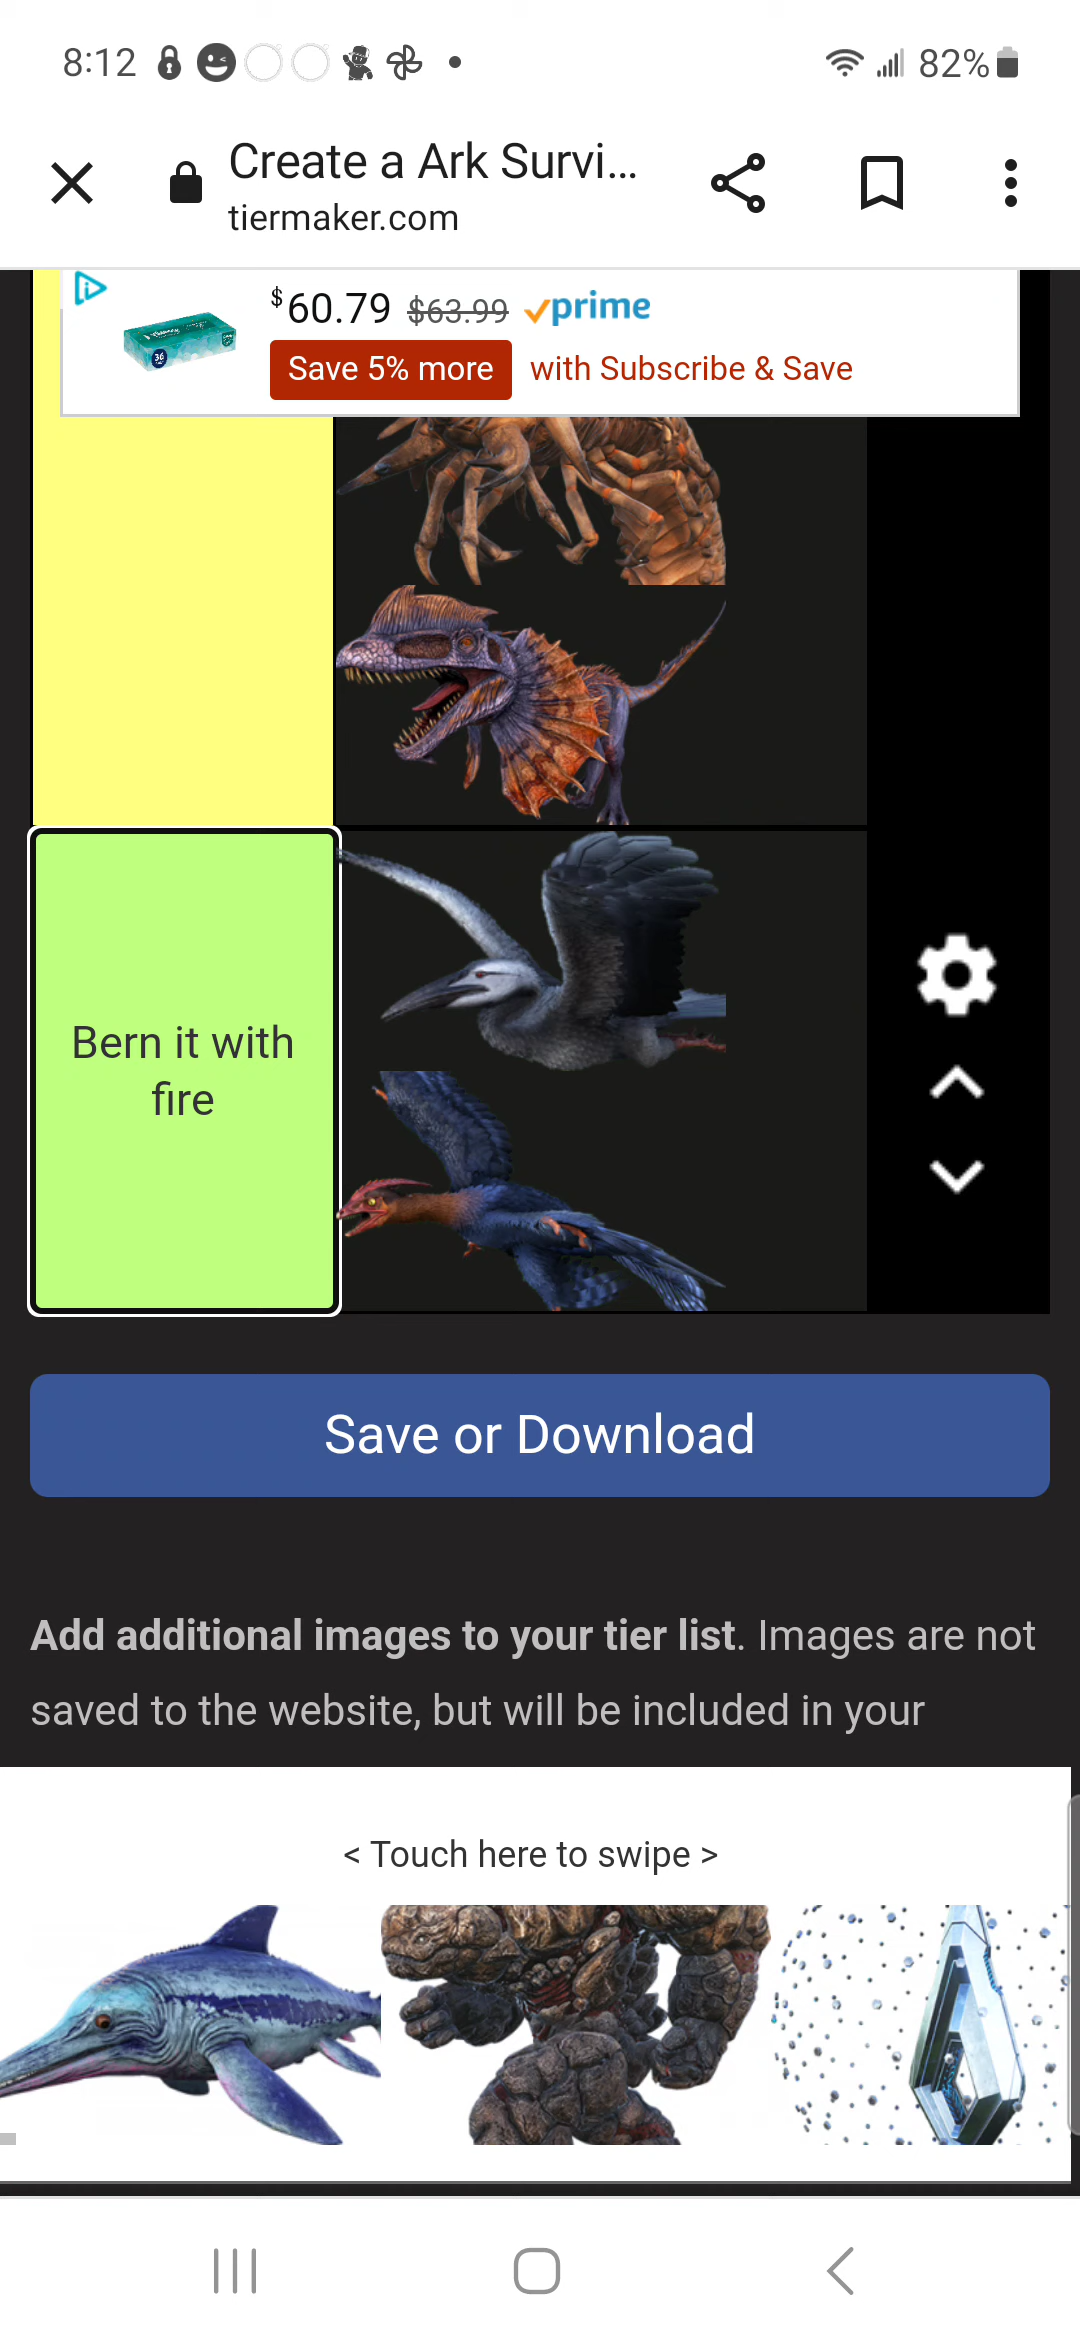 8:12
82%
Create a Ark Survi...
tiermaker.com
$60.79 $63.99 prime
Save 5% more with Subscribe & Save
36
Bern it with
fire
Save or Download
Add additional images to your tier list. Images are not
saved to the website, but will be included in your
< Touch here to swipe >